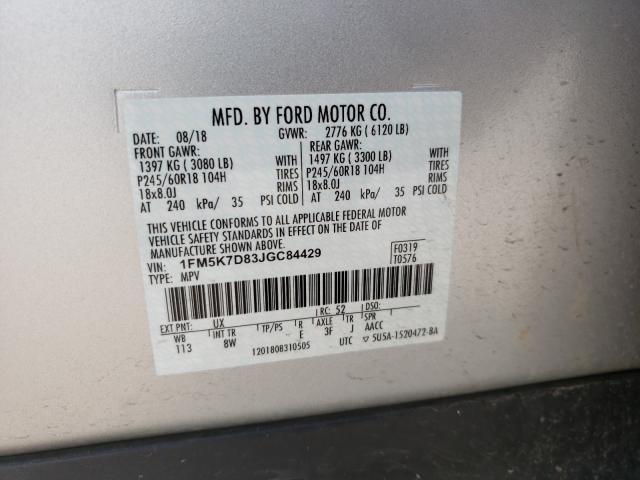 MFD. BY FORD MOTOR CO.
DATE: 08/18 GVWR: 2776 KG ( 6120 LB)
FRONT GAWR: REAR GAWR:
1397 KG ( 3080 LB) WITH 1497 KG ( 3300 LB) WITH
P245/60R18 104H TIRES P245/60R18 104H TIRES
18x8.0J RIMS 18x8.0J RIMS
AT 240 kPa/ 35 PSI COLD AT 240 kPa/ 35 PSI COLD
THIS VEHICLE CONFORMS TO ALL APPLICABLE FEDERAL MOTOR
VEHICLE SAFETY STANDARDS IN EFFECT ON THE DATE OF
MANUFACTURE SHOWN ABOVE.
VIN: 1FM5K7D83JGC84429 F0319
TYPE: MPV T0576
EXT PNT: UX RC: 52 DSO:
WB INT TR TP/PS R AXLE TR SPR
113 8W E 3F J AACC
1201808310505 UTC 5U5A-1520472-BA